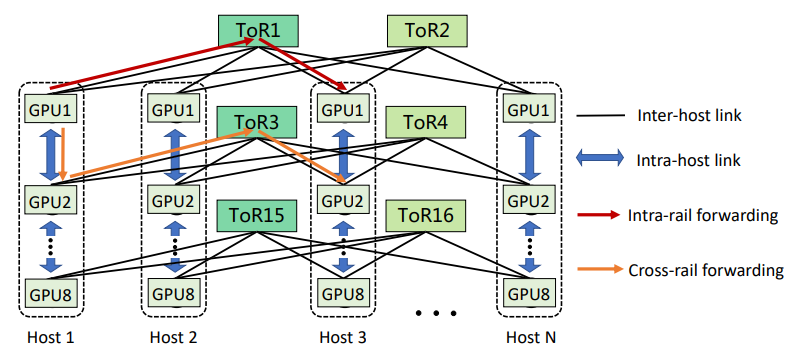 ToR1 ToR2
GPU1 GPU1 GPU1 GPU1
Inter-host link
ToR3 ToR4
Intra-host link
GPU2 GPU2 GPU2 GPU2
ToR15 ToR16
Intra-rail forwarding
Cross-rail forwarding
GPU8 GPU8 GPU8 GPU8
Host 1 Host 2 Host 3 Host N